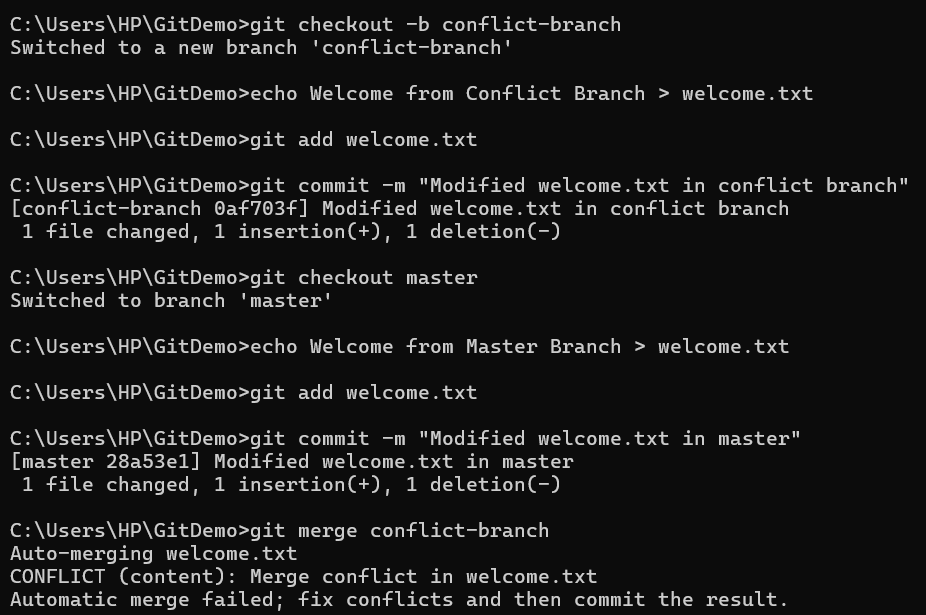 C:\Users\HP\GitDemo>git checkout -b conflict-branch
Switched to a new branch 'conflict-branch'
C:\Users\HP\GitDemo>echo Welcome from Conflict Branch > welcome.txt
C:\Users\HP\GitDemo>git add welcome.txt
C:\Users\HP\GitDemo>git commit -m "Modified welcome.txt in conflict branch"
[conflict-branch 0af703f] Modified welcome.txt in conflict branch
 1 file changed, 1 insertion(+), 1 deletion(-)
C:\Users\HP\GitDemo>git checkout master
Switched to branch 'master'
C:\Users\HP\GitDemo>echo Welcome from Master Branch > welcome.txt
C:\Users\HP\GitDemo>git add welcome.txt
C:\Users\HP\GitDemo>git commit -m "Modified welcome.txt in master"
[master 28a53e1] Modified welcome.txt in master
 1 file changed, 1 insertion(+), 1 deletion(-)
C:\Users\HP\GitDemo>git merge conflict-branch
Auto-merging welcome.txt
CONFLICT (content): Merge conflict in welcome.txt
Automatic merge failed; fix conflicts and then commit the result.